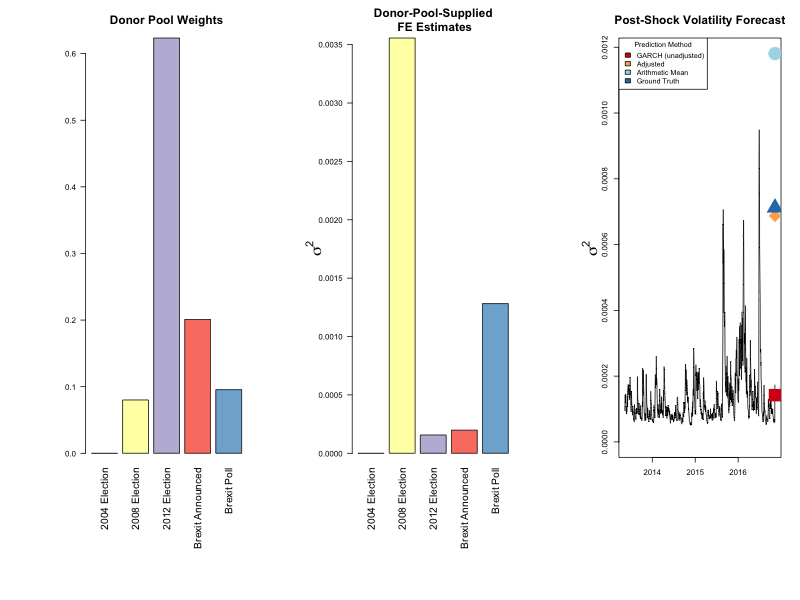 Donor Pool Weights
0.6
0.5
0.4
0.3
0.2
0.1
0.0
2004 Election
2008 Election
2012 Election
Brexit Announced
Brexit Poll
Donor-Pool-Supplied
FE Estimates
σ²
0.0035
0.0030
0.0025
0.0020
0.0015
0.0010
0.0005
0.0000
2004 Election
2008 Election
2012 Election
Brexit Announced
Brexit Poll
Post-Shock Volatility Forecast
σ²
0.0012
0.0010
0.0008
0.0006
0.0004
0.0002
0.0000
Prediction Method
GARCH (unadjusted)
Adjusted
Arithmetic Mean
Ground Truth
2014
2015
2016